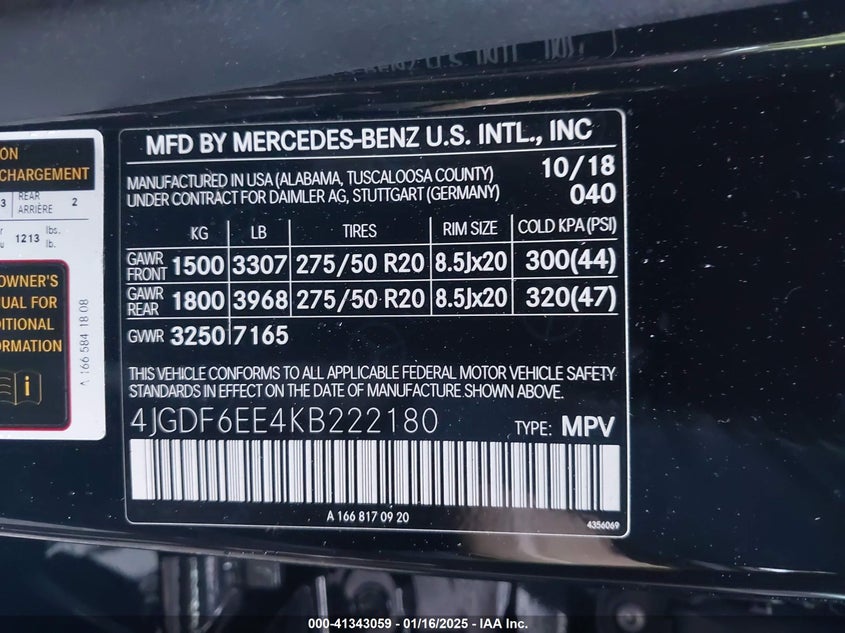 MFD BY MERCEDES-BENZ U.S. INTL., INC
MANUFACTURED IN USA (ALABAMA, TUSCALOOSA COUNTY) 10/18
UNDER CONTRACT FOR DAIMLER AG, STUTTGART (GERMANY) 040
KG LB TIRES RIM SIZE COLD KPA (PSI)
GAWR FRONT 1500 3307 275/50 R20 8.5Jx20 300(44)
GAWR REAR 1800 3968 275/50 R20 8.5Jx20 320(47)
GVWR 3250 7165
THIS VEHICLE CONFORMS TO ALL APPLICABLE FEDERAL MOTOR VEHICLE SAFETY
STANDARDS IN EFFECT ON THE DATE OF MANUFACTURE SHOWN ABOVE.
4JGDF6EE4KB222180 TYPE: MPV
A 166 817 09 20
4356069
CHARGEMENT
3 REAR 2
ARRIÈRE
1213 lbs.
lb.
OWNER'S
FOR
A 166 584 18 08
000-41343059 - 01/16/2025 - IAA Inc.